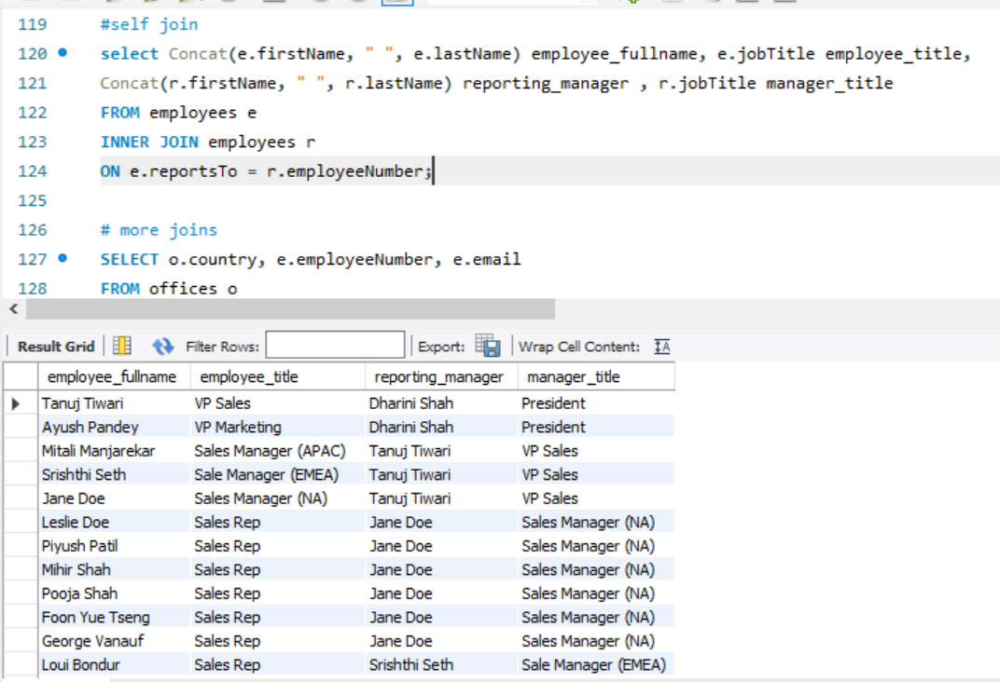 119 #self join
120 select Concat(e.firstName, " ", e.lastName) employee_fullname, e.jobTitle employee_title,
121 Concat(r.firstName, " ", r.lastName) reporting_manager , r.jobTitle manager_title
122 FROM employees e
123 INNER JOIN employees r
124 ON e.reportsTo = r.employeeNumber;
125
126 # more joins
127 SELECT o.country, e.employeeNumber, e.email
128 FROM offices o
Result Grid Filter Rows: Export: Wrap Cell Content: IA
employee_fullname employee_title reporting_manager manager_title
Tanuj Tiwari VP Sales Dharini Shah President
Ayush Pandey VP Marketing Dharini Shah President
Mitali Manjarekar Sales Manager (APAC) Tanuj Tiwari VP Sales
Srishthi Seth Sale Manager (EMEA) Tanuj Tiwari VP Sales
Jane Doe Sales Manager (NA) Tanuj Tiwari VP Sales
Leslie Doe Sales Rep Jane Doe Sales Manager (NA)
Piyush Patil Sales Rep Jane Doe Sales Manager (NA)
Mihir Shah Sales Rep Jane Doe Sales Manager (NA)
Pooja Shah Sales Rep Jane Doe Sales Manager (NA)
Foon Yue Tseng Sales Rep Jane Doe Sales Manager (NA)
George Vanauf Sales Rep Jane Doe Sales Manager (NA)
Loui Bondur Sales Rep Srishthi Seth Sale Manager (EMEA)